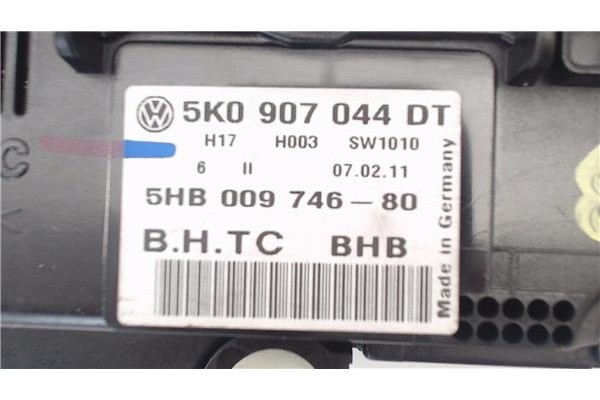 5K0 907 044 DT
H17 H003 SW1010
6 II 07.02.11
5HB 009 746-80
B.H.TC BHB
Made in Germany